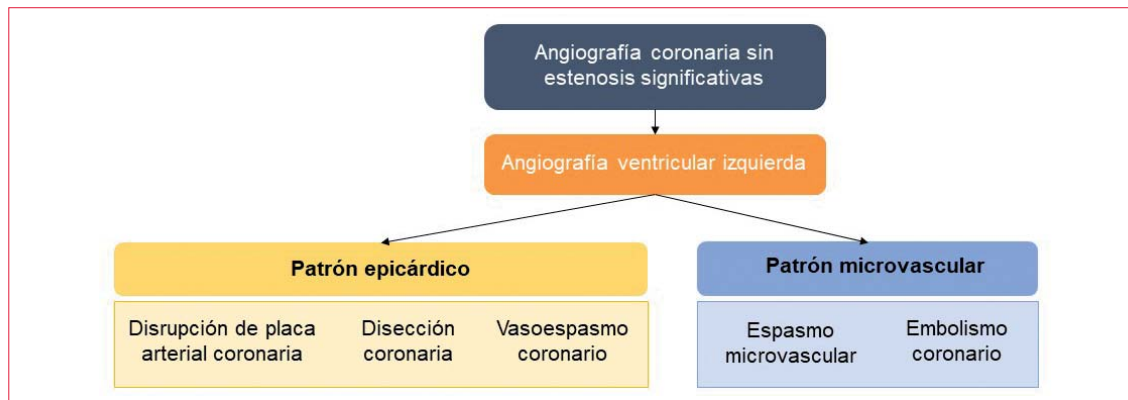 Angiografía coronaria sin
estenosis significativas
Angiografía ventricular izquierda
Patrón epicárdico
Patrón microvascular
Disrupción de placa
arterial coronaria
Disección
coronaria
Vasoespasmo
coronario
Espasmo
microvascular
Embolismo
coronario